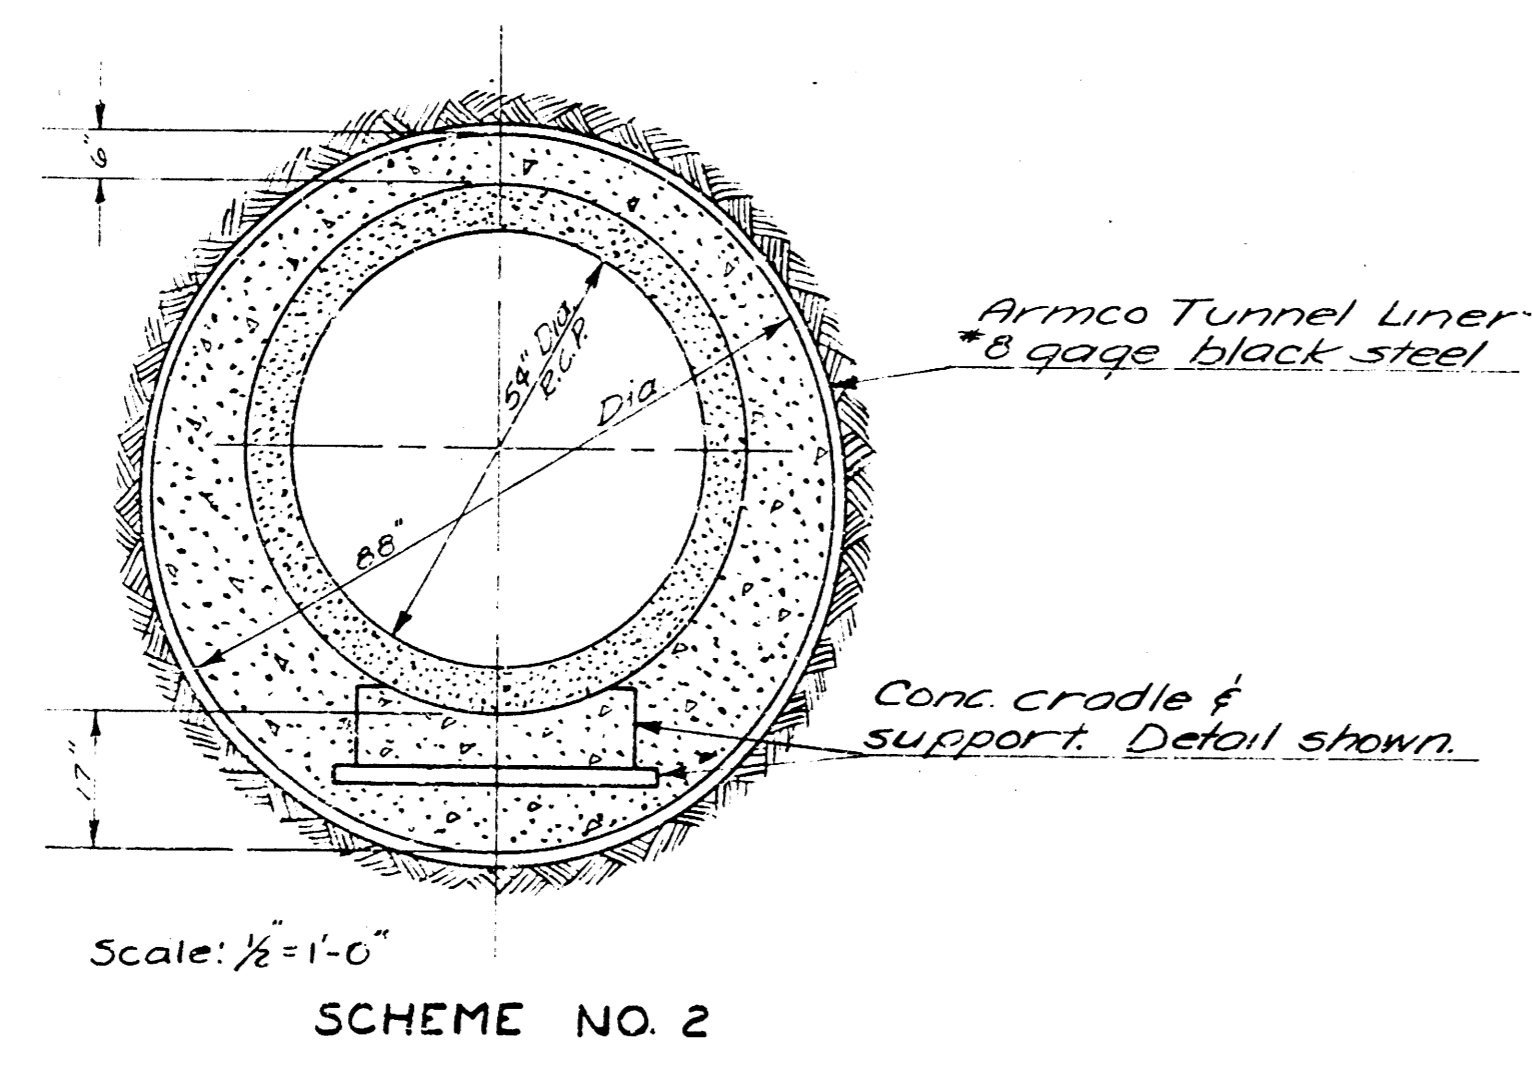 6"
54" Dia.
R.C.P.
Dia
88"
17"
Armco Tunnel Liner-
#8 gage black steel
Conc. cradle &
support. Detail shown.
Scale: 1/2" = 1'-0"
SCHEME NO. 2